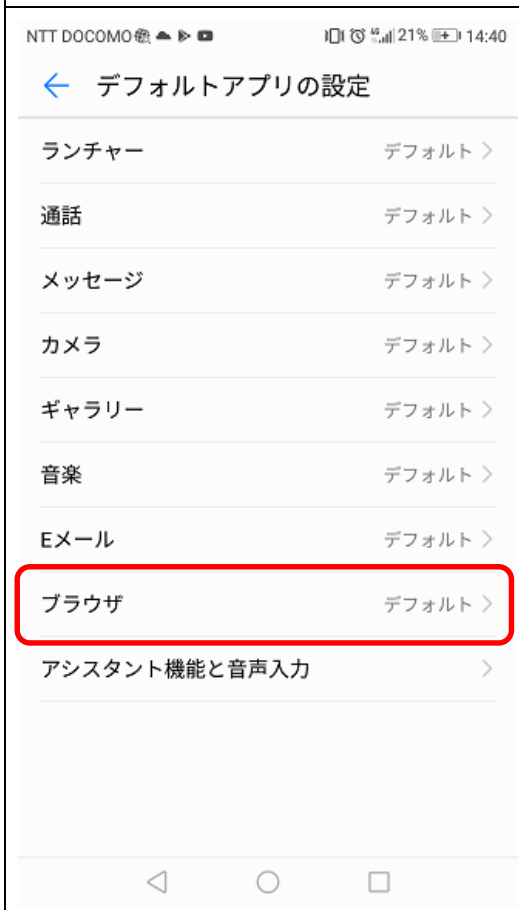 NTT DOCOMO 21% 14:40
デフォルトアプリの設定
ランチャー デフォルト
通話 デフォルト
メッセージ デフォルト
カメラ デフォルト
ギャラリー デフォルト
音楽 デフォルト
Eメール デフォルト
ブラウザ デフォルト
アシスタント機能と音声入力